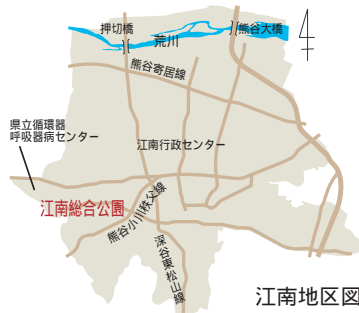 押切橋
荒川
熊谷大橋
熊谷寄居線
県立循環器
呼吸器病センター
江南行政センター
江南総合公園
熊谷小川秩父線
深谷東松山線
江南地区図